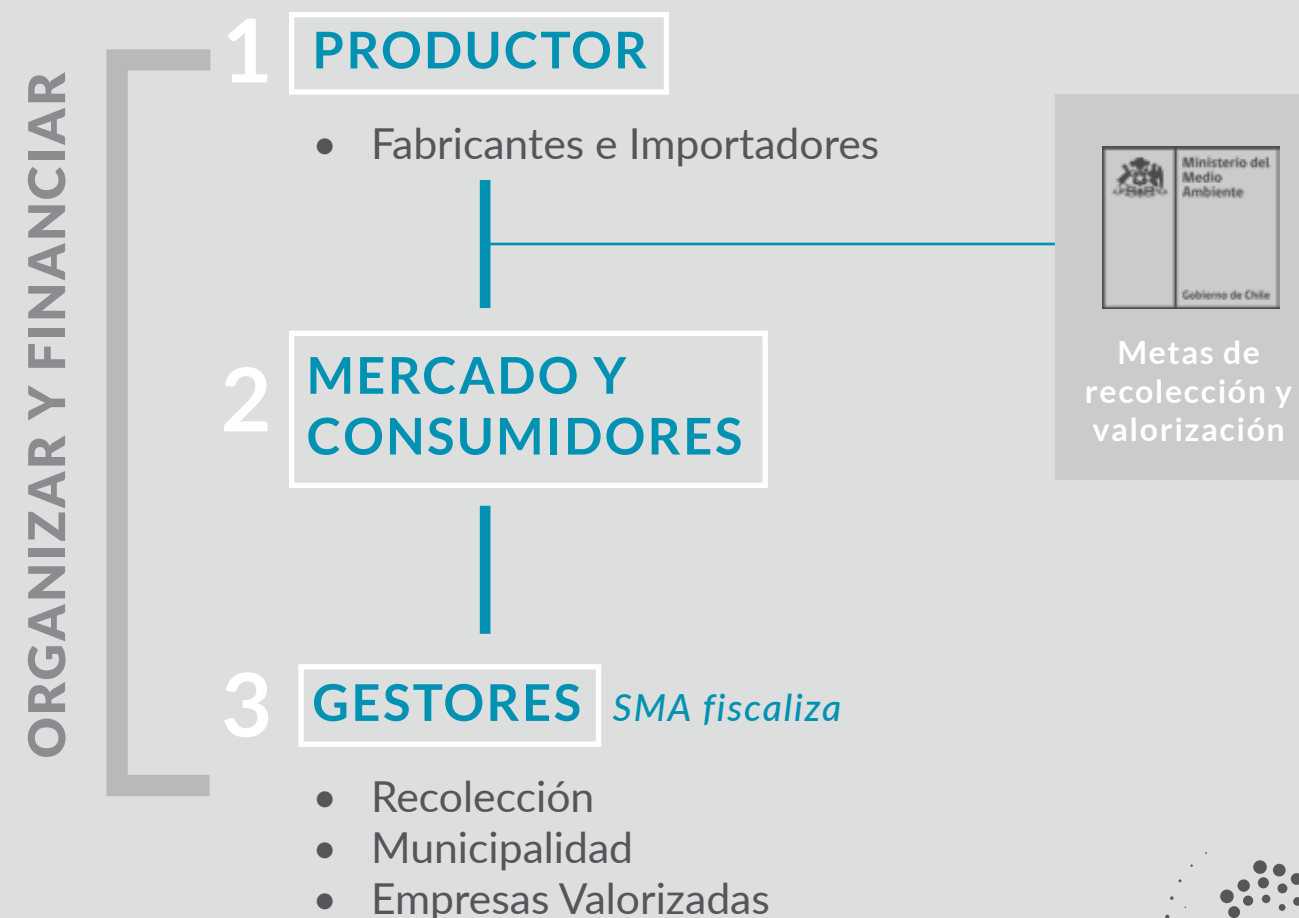 ORGANIZAR Y FINANCIAR
1 PRODUCTOR
• Fabricantes e Importadores
Ministerio del
Medio
Ambiente
Gobierno de Chile
Metas de
recolección y
valorización
2 MERCADO Y
CONSUMIDORES
3 GESTORES SMA fiscaliza
• Recolección
• Municipalidad
• Empresas Valorizadas